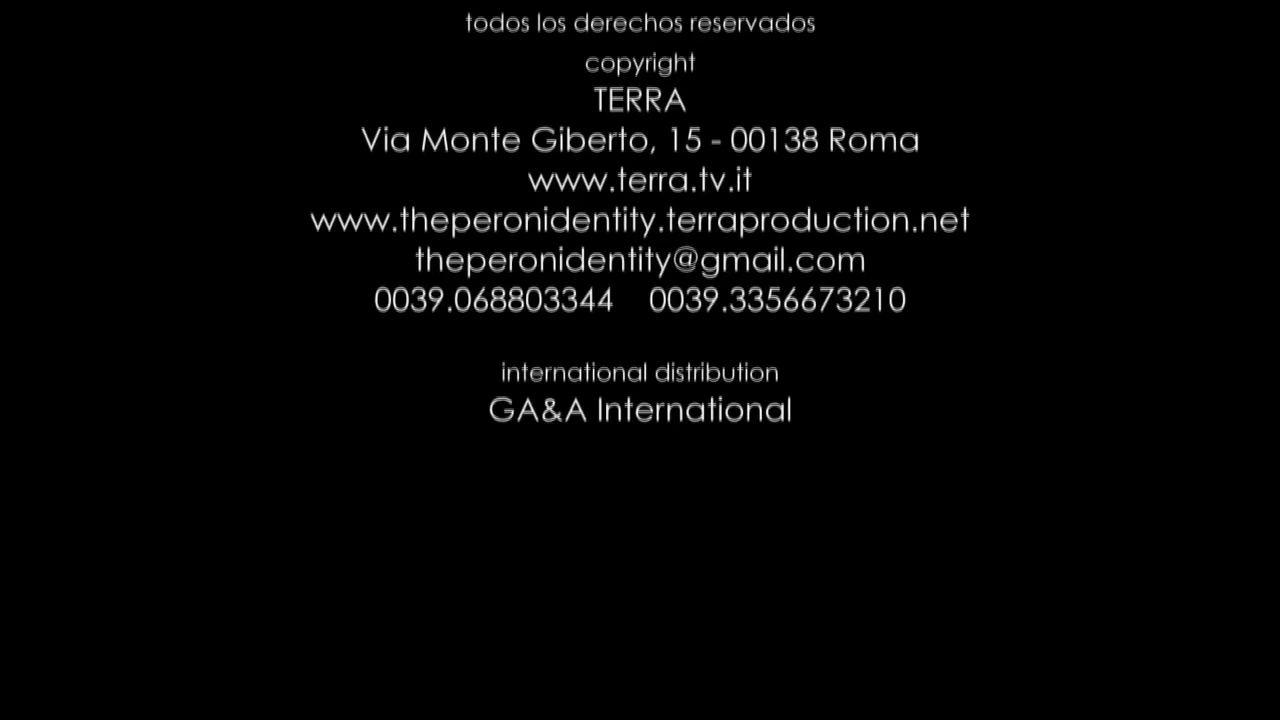 todos los derechos reservados
copyright
TERRA
Via Monte Giberto, 15 - 00138 Roma
www.terra.tv.it
www.theperonidentity.terraproduction.net
theperonidentity@gmail.com
0039.068803344 0039.3356673210
international distribution
GA&A International